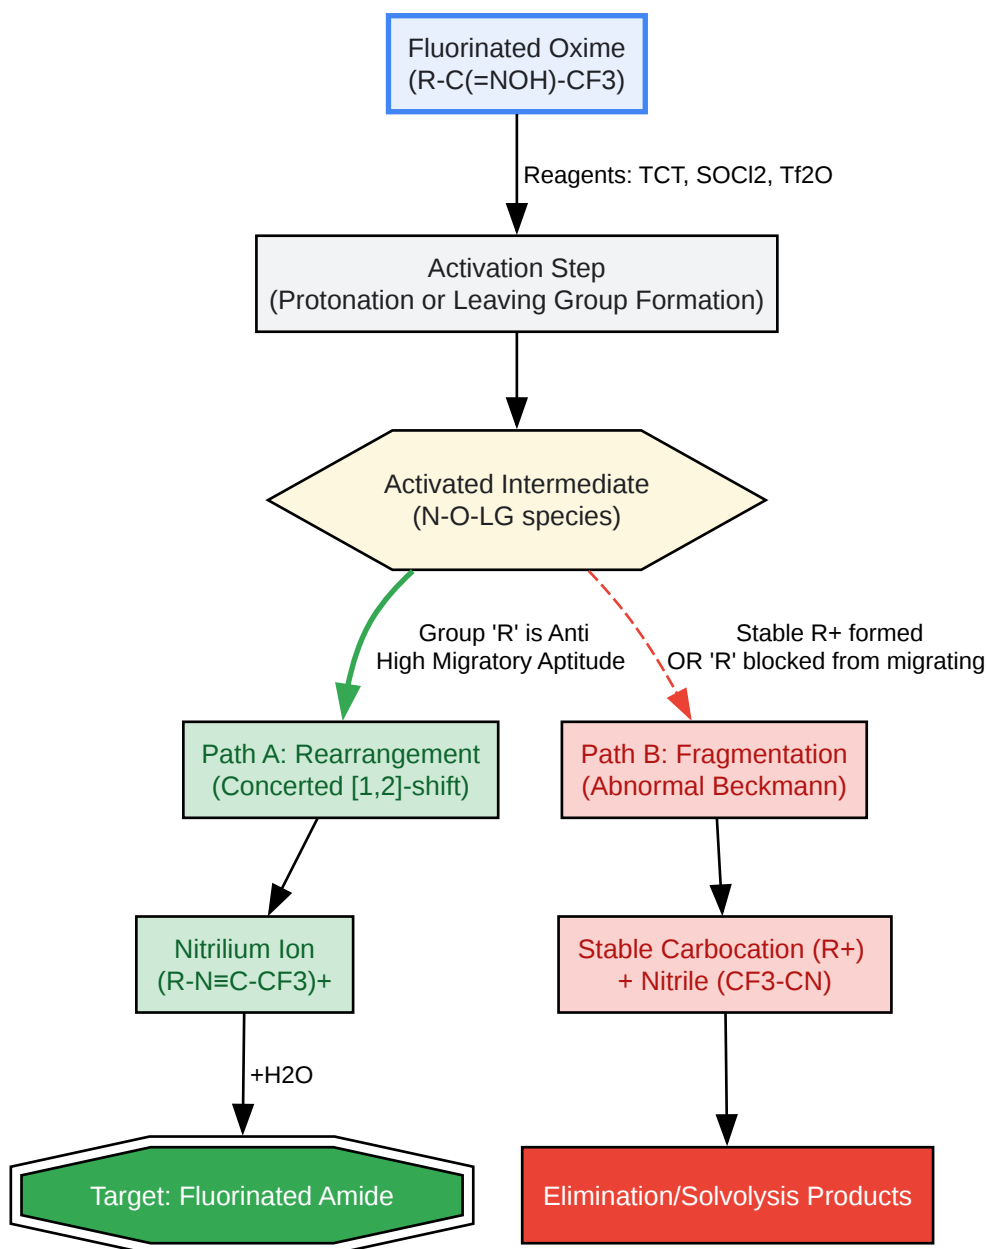 Fluorinated Oxime
(R-C(=NOH)-CF3)
Reagents: TCT, SOCl2, Tf2O
Activation Step
(Protonation or Leaving Group Formation)
Activated Intermediate
(N-O-LG species)
Group 'R' is Anti
High Migratory Aptitude
Stable R+ formed
OR 'R' blocked from migrating
Path A: Rearrangement
(Concerted [1,2]-shift)
Path B: Fragmentation
(Abnormal Beckmann)
Nitrilium Ion
(R-N≡C-CF3)+
Stable Carbocation (R+)
+ Nitrile (CF3-CN)
+H2O
Target: Fluorinated Amide
Elimination/Solvolysis Products